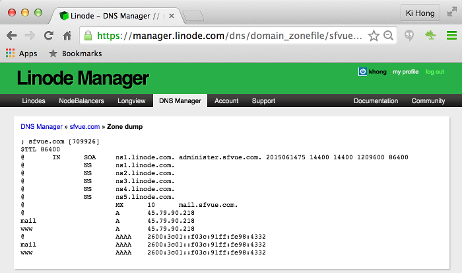 Linode - DNS Manager // s
Ki Hong
https://manager.linode.com/dns/domain_zonefile/sfvue...
Apps
Bookmarks
Linode Manager
khong
my profile
log out
Linodes
NodeBalancers
Longview
DNS Manager
Account
Support
Documentation
Community
DNS Manager » sfvue.com » Zone dump
; sfvue.com [709926]
$TTL 86400
@ IN SOA ns1.linode.com. administer.sfvue.com. 2015061475 14400 14400 1209600 86400
@ NS ns1.linode.com.
@ NS ns2.linode.com.
@ NS ns3.linode.com.
@ NS ns4.linode.com.
@ NS ns5.linode.com.
@ MX 10 mail.sfvue.com.
@ A 45.79.90.218
mail A 45.79.90.218
www A 45.79.90.218
@ AAAA 2600:3c01::f03c:91ff:fe98:4332
mail AAAA 2600:3c01::f03c:91ff:fe98:4332
www AAAA 2600:3c01::f03c:91ff:fe98:4332